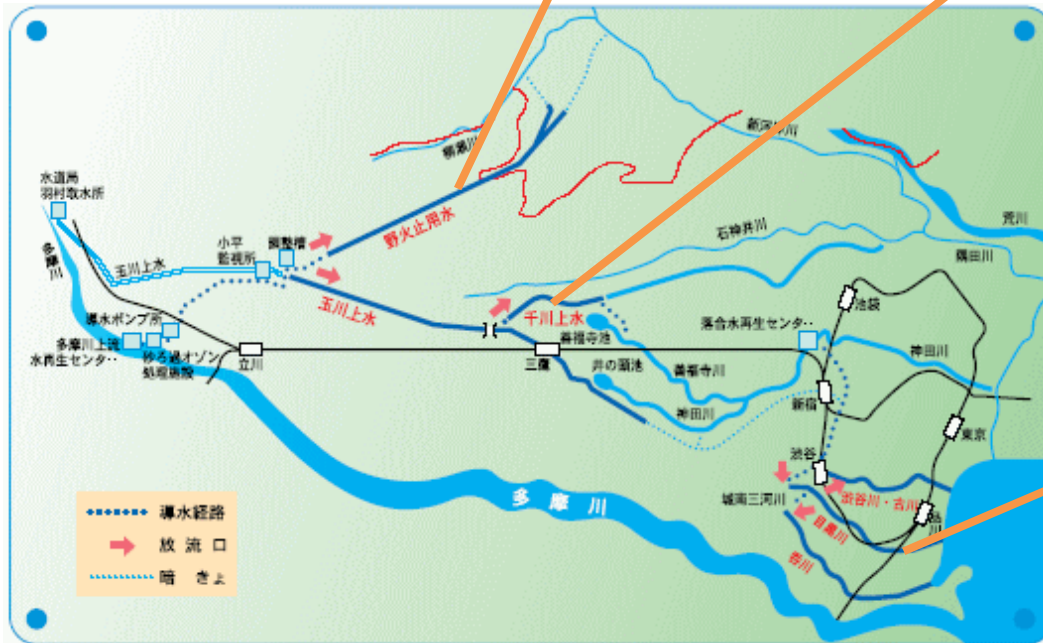 水道局
羽村取水所
多摩川
玉川上水
小平
監視所
調整槽
柳瀬川
野火止用水
新河岸川
荒川
石神井川
隅田川
玉川上水
千川上水
導水ポンプ所
多摩川上流
水再生センタ‥
砂ろ過オゾン
処理施設
立川
三鷹
善福寺池
井の頭池
善福寺川
神田川
落合水再生センタ‥
池袋
神田川
新宿
東京
渋谷
城南三河川
渋谷川・古川
目黒川
呑川
品川
多摩川
導水経路
放流口
暗きょ